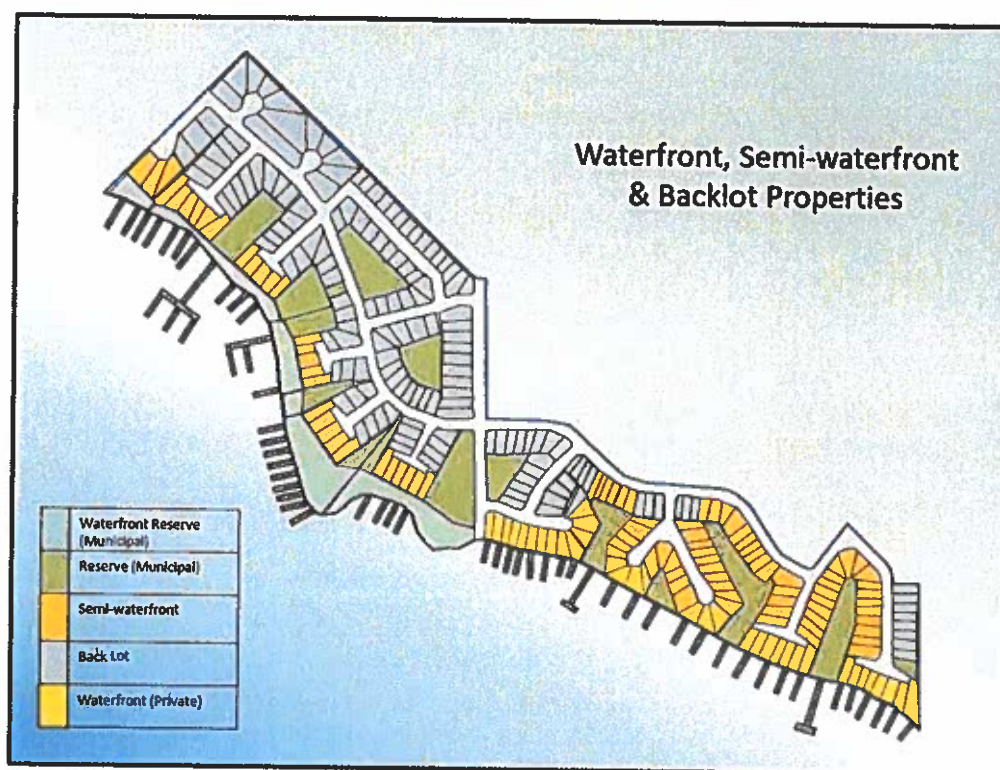 Waterfront, Semi-waterfront
& Backlot Properties
Waterfront Reserve
(Municipal)
Reserve (Municipal)
Semi-waterfront
Back Lot
Waterfront (Private)